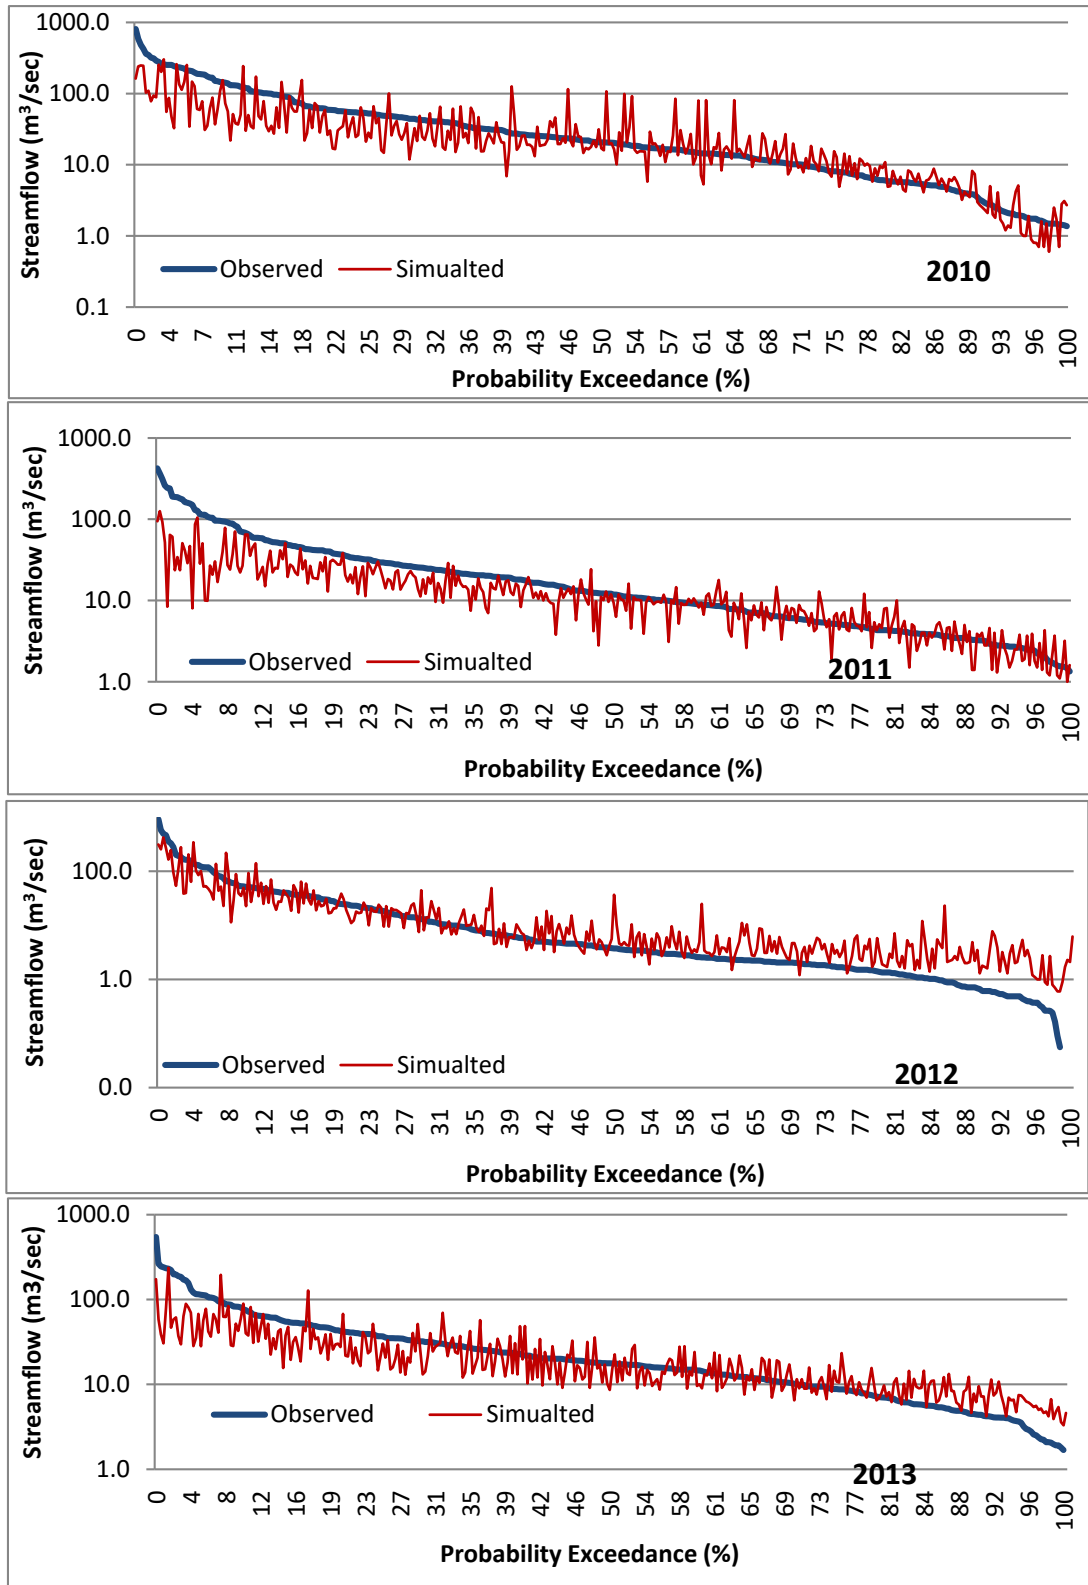 1000.0
100.0
10.0
1.0
0.1
Streamflow (m³/sec)
Observed Simualted
2010
0 4 7 11 14 18 22 25 29 32 36 40 43 46 50 54 57 61 64 68 71 75 78 82 86 89 93 96 100
Probability Exceedance (%)
1000.0
100.0
10.0
1.0
Streamflow (m³/sec)
Observed Simualted
2011
0 4 8 12 16 19 23 27 31 35 39 43 46 50 54 58 62 66 69 73 77 81 85 89 92 96 100
Probability Exceedance (%)
100.0
1.0
0.0
Streamflow (m³/sec)
Observed Simualted
2012
0 4 8 12 16 19 23 27 31 35 39 42 46 50 54 58 62 65 69 73 77 81 85 88 92 96 100
Probability Exceedance (%)
1000.0
100.0
10.0
1.0
Streamflow (m3/sec)
Observed Simualted
2013
0 4 8 12 16 19 23 27 31 35 39 42 46 50 54 58 61 65 69 73 77 81 84 88 92 96 100
Probability Exceedance (%)